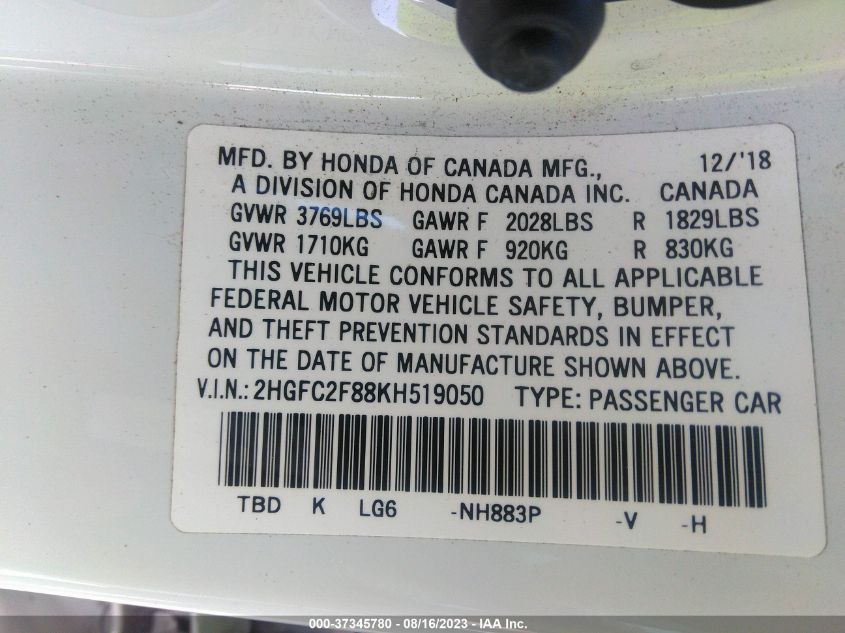 MFD. BY HONDA OF CANADA MFG., 12/'18
A DIVISION OF HONDA CANADA INC. CANADA
GVWR 3769LBS GAWR F 2028LBS R 1829LBS
GVWR 1710KG GAWR F 920KG R 830KG
THIS VEHICLE CONFORMS TO ALL APPLICABLE
FEDERAL MOTOR VEHICLE SAFETY, BUMPER,
AND THEFT PREVENTION STANDARDS IN EFFECT
ON THE DATE OF MANUFACTURE SHOWN ABOVE.
V.I.N.: 2HGFC2F88KH519050 TYPE: PASSENGER CAR
TBD K LG6 -NH883P -V -H
000-37345780 - 08/16/2023 - IAA Inc.